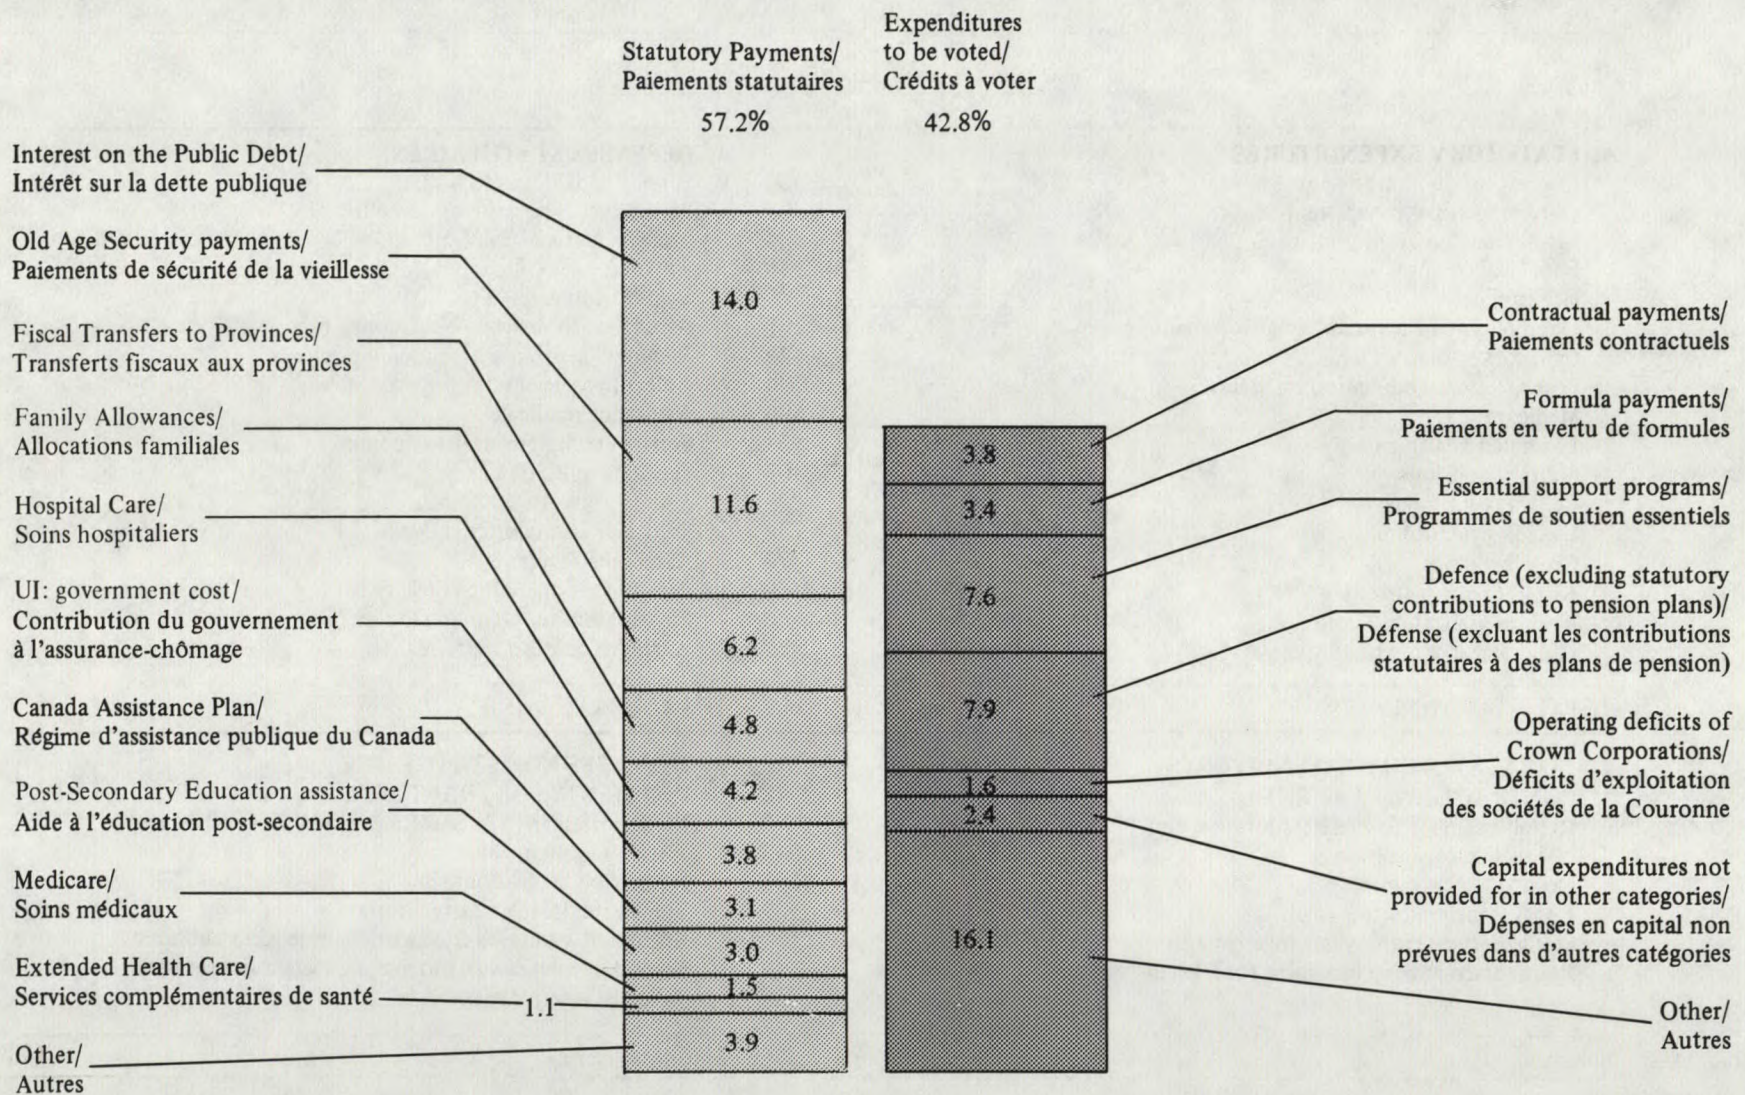 Statutory Payments/
Paiements statutaires
57.2%
Expenditures
to be voted/
Crédits à voter
42.8%
Interest on the Public Debt/
Intérêt sur la dette publique
Old Age Security payments/
Paiements de sécurité de la vieillesse
Fiscal Transfers to Provinces/
Transferts fiscaux aux provinces
Family Allowances/
Allocations familiales
Hospital Care/
Soins hospitaliers
UI: government cost/
Contribution du gouvernement
à l'assurance-chômage
Canada Assistance Plan/
Régime d'assistance publique du Canada
Post-Secondary Education assistance/
Aide à l'éducation post-secondaire
Medicare/
Soins médicaux
Extended Health Care/
Services complémentaires de santé
1.1
Other/
Autres
14.0
11.6
6.2
4.8
4.2
3.8
3.1
3.0
1.5
3.9
3.8
3.4
7.6
7.9
1.6
2.4
16.1
Contractual payments/
Paiements contractuels
Formula payments/
Paiements en vertu de formules
Essential support programs/
Programmes de soutien essentiels
Defence (excluding statutory
contributions to pension plans)/
Défense (excluant les contributions
statutaires à des plans de pension)
Operating deficits of
Crown Corporations/
Déficits d'exploitation
des sociétés de la Couronne
Capital expenditures not
provided for in other categories/
Dépenses en capital non
prévues dans d'autres catégories
Other/
Autres